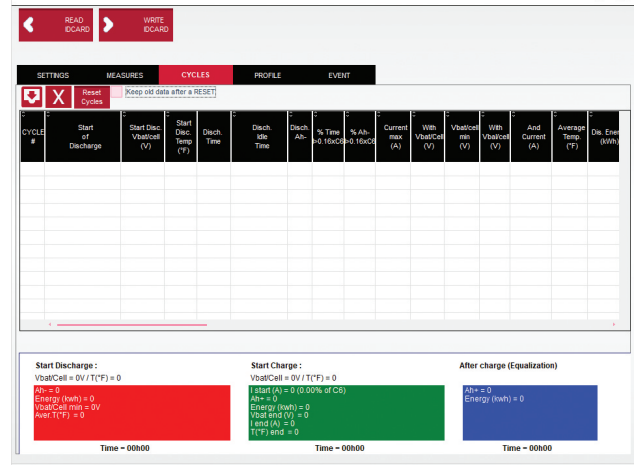 READ
IDCARD
WRITE
IDCARD
SETTINGS MEASURES CYCLES PROFILE EVENT
X
Reset
Cycles
Keep old data after a RESET
CYCLE
#
Start
of
Discharge
Start Disc.
Vbat/cell
(V)
Start
Disc.
Temp
(°F)
Disch.
Time
Disch.
Idle
Time
Disch.
Ah-
% Time
>0.16xC6
% Ah-
>0.16xC6
Current
max
(A)
With
Vbat/Cell
(V)
Vbat/cell
min
(V)
With
Vbat/cell
(V)
And
Current
(A)
Average
Temp.
(°F)
Dis. Ener
(kWh)
Start Discharge :
Vbat/Cell = 0V / T(°F) = 0
Ah- = 0
Energy (kwh) = 0
Vbat/Cell min = 0V
Aver.T(°F) = 0
Time = 00h00
Start Charge :
Vbat/Cell = 0V / T(°F) = 0
I start (A) = 0 (0.00% of C6)
Ah+ = 0
Energy (kwh) = 0
Vbat end (V) = 0
I end (A) = 0
T(°F) end = 0
Time = 00h00
After charge (Equalization)
Ah+ = 0
Energy (kwh) = 0
Time = 00h00